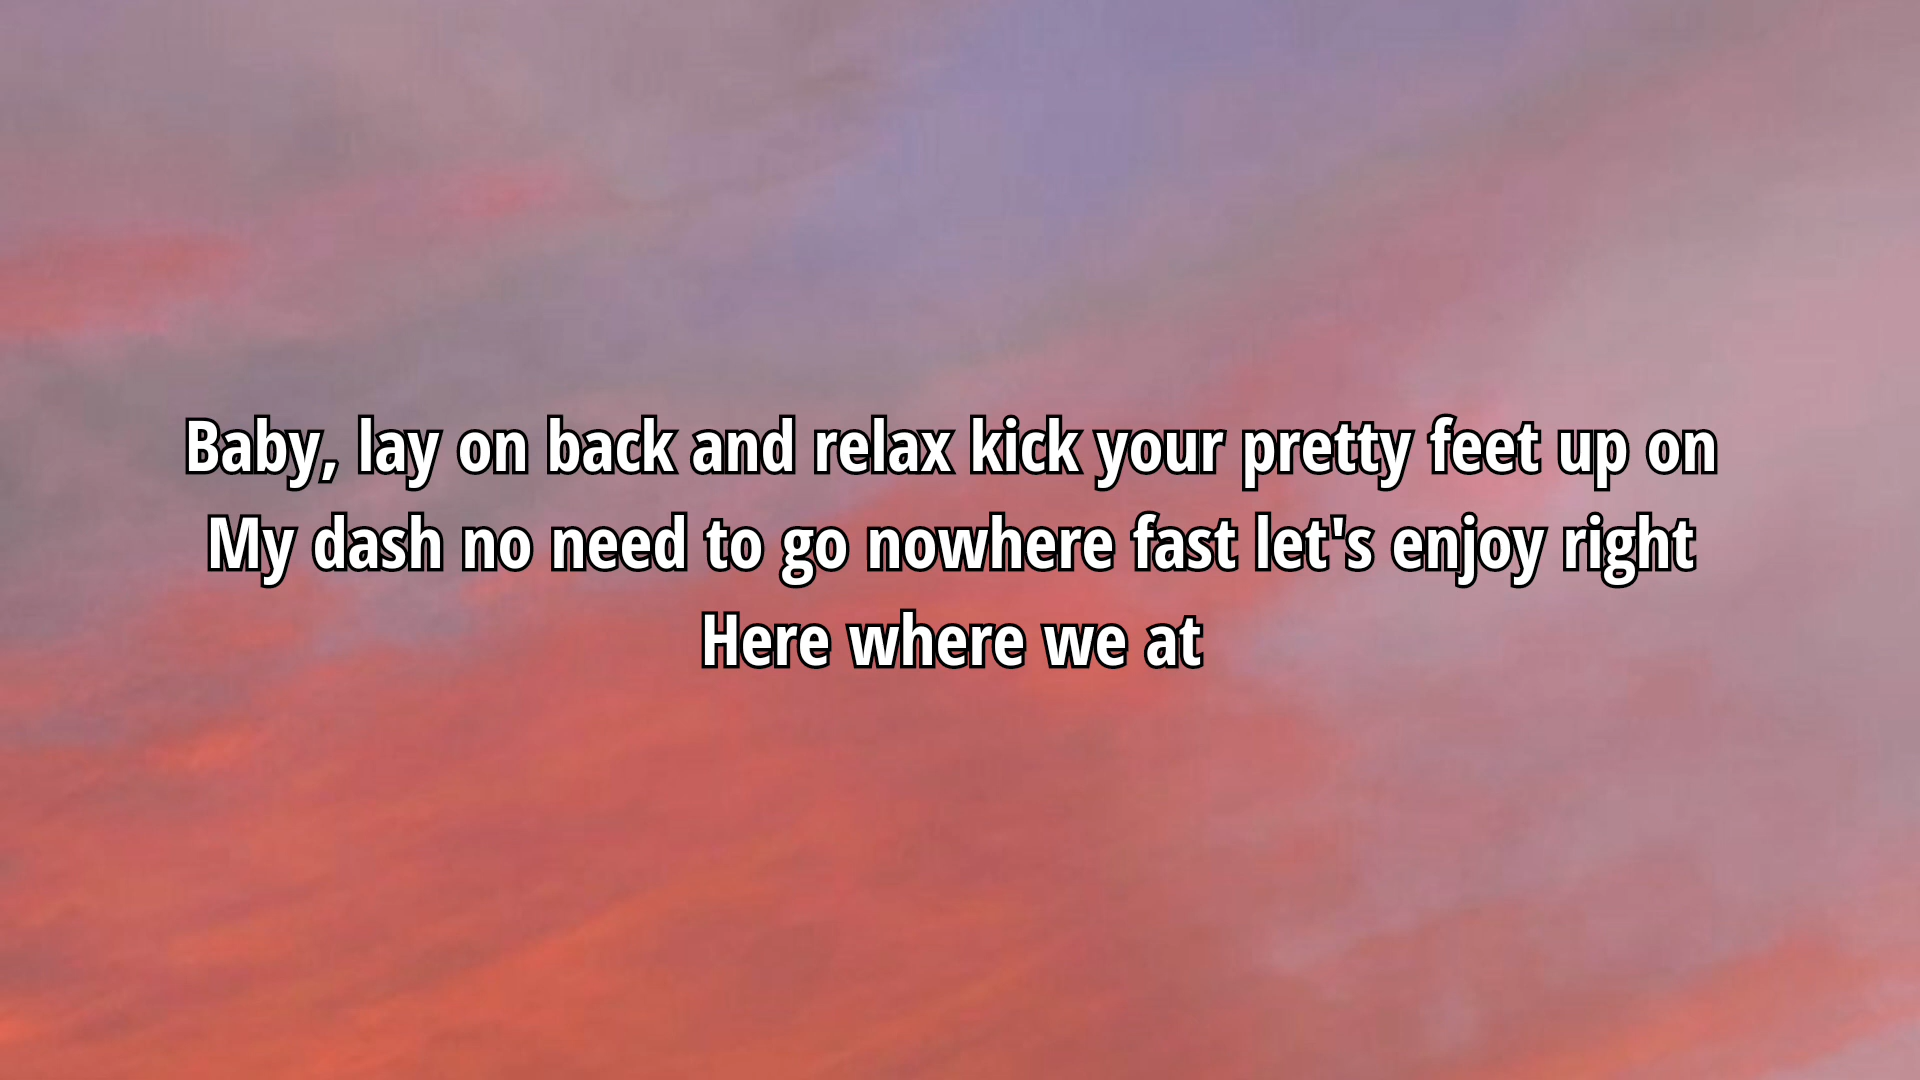 Baby, lay on back and relax kick your pretty feet up on
My dash no need to go nowhere fast let's enjoy right
Here where we at